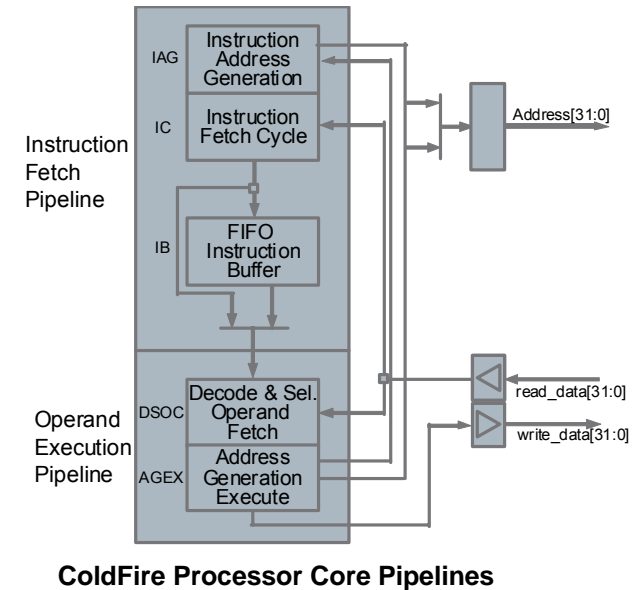 IAG
Instruction
Address
Generation
IC
Instruction
Fetch Cycle
Address[31:0]
Instruction
Fetch
Pipeline
IB
FIFO
Instruction
Buffer
read_data[31:0]
write_data[31:0]
Operand
Execution
Pipeline
DSOC
Decode & Sel.
Operand
Fetch
AGEX
Address
Generation
Execute
ColdFire Processor Core Pipelines